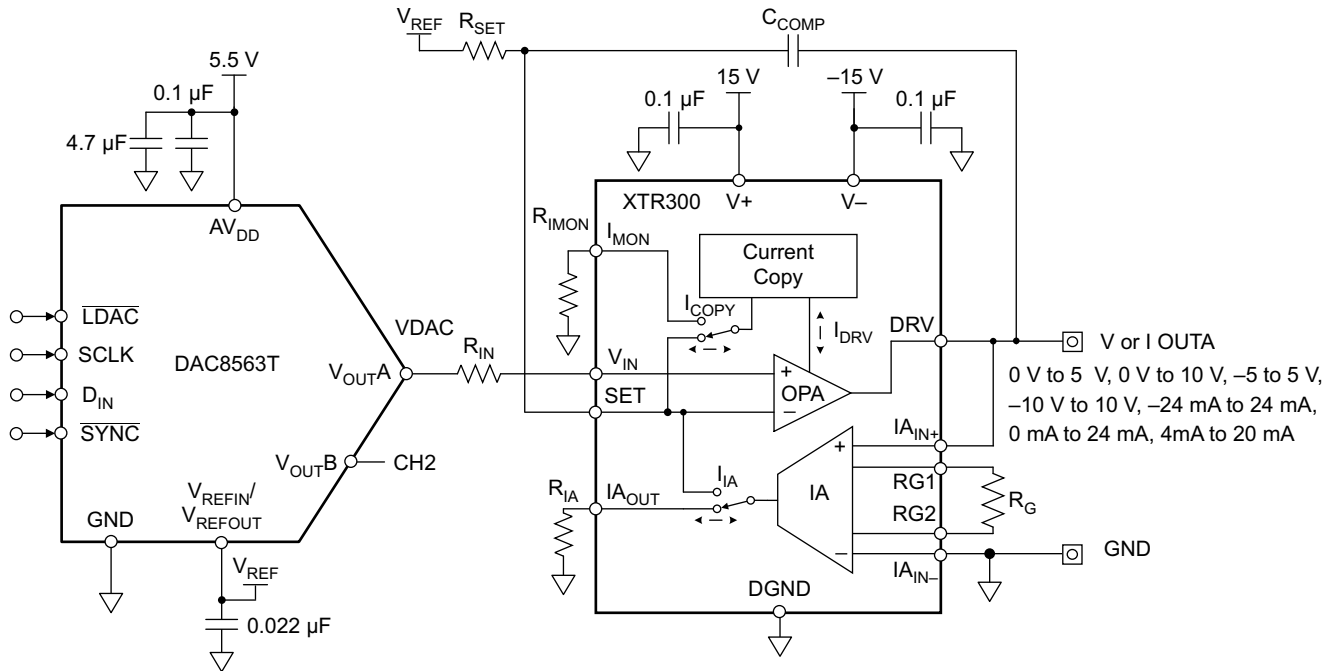 V_REF
R_SET
C_COMP
5.5 V
0.1 µF
4.7 µF
15 V
–15 V
0.1 µF
0.1 µF
AV_DD
XTR300
V+
V–
R_IMON
I_MON
Current
Copy
I_COPY
I_DRV
DRV
LDAC
SCLK
D_IN
SYNC
DAC8563T
VDAC
V_OUTA
R_IN
V_IN
SET
+
OPA
–
V or I OUTA
0 V to 5 V, 0 V to 10 V, –5 to 5 V,
–10 V to 10 V, –24 mA to 24 mA,
0 mA to 24 mA, 4mA to 20 mA
V_OUTB
CH2
V_REFIN/
V_REFOUT
GND
V_REF
0.022 µF
R_IA
IA_OUT
I_IA
+
IA
–
IA_IN+
RG1
RG2
R_G
IA_IN–
GND
DGND